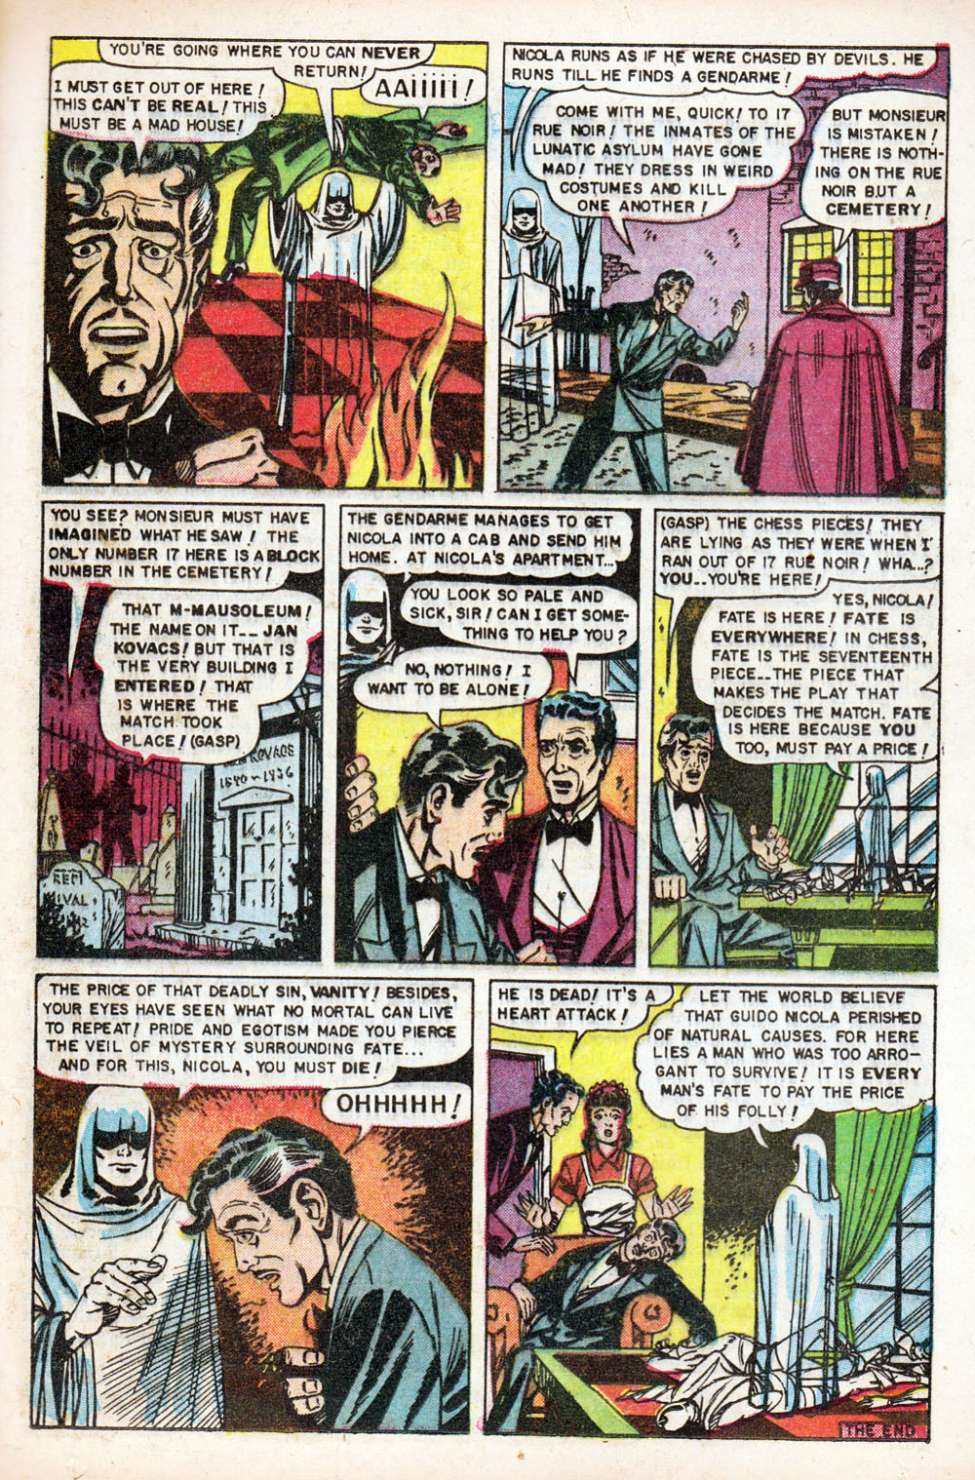 YOU'RE GOING WHERE YOU CAN NEVER
RETURN!
I MUST GET OUT OF HERE!
THIS CAN'T BE REAL! THIS
MUST BE A MAD HOUSE!
AAiiiii!
NICOLA RUNS AS IF HE WERE CHASED BY DEVILS. HE
RUNS TILL HE FINDS A GENDARME!
COME WITH ME, QUICK! TO 17
RUE NOIR! THE INMATES OF THE
LUNATIC ASYLUM HAVE GONE
MAD! THEY DRESS IN WEIRD
COSTUMES AND KILL
ONE ANOTHER!
BUT MONSIEUR
IS MISTAKEN!
THERE IS NOTH-
ING ON THE RUE
NOIR BUT A
CEMETERY!
YOU SEE? MONSIEUR MUST HAVE
IMAGINED WHAT HE SAW! THE
ONLY NUMBER 17 HERE IS A BLOCK
NUMBER IN THE CEMETERY!
THAT M-MAUSOLEUM!
THE NAME ON IT-- JAN
KOVACS! BUT THAT IS
THE VERY BUILDING I
ENTERED! THAT
IS WHERE THE
MATCH TOOK
PLACE! (GASP)
KOVACS
REPI
IVAL
THE GENDARME MANAGES TO GET
NICOLA INTO A CAB AND SEND HIM
HOME. AT NICOLA'S APARTMENT...
YOU LOOK SO PALE AND
SICK, SIR! CAN I GET SOME-
THING TO HELP YOU?
NO, NOTHING! I
WANT TO BE ALONE!
(GASP) THE CHESS PIECES! THEY
ARE LYING AS THEY WERE WHEN I
RAN OUT OF 17 RUE NOIR! WHA..?
YOU..YOU'RE HERE!
YES, NICOLA!
FATE IS HERE! FATE IS
EVERYWHERE! IN CHESS,
FATE IS THE SEVENTEENTH
PIECE...THE PIECE THAT
MAKES THE PLAY THAT
DECIDES THE MATCH. FATE
IS HERE BECAUSE YOU
TOO, MUST PAY A PRICE!
THE PRICE OF THAT DEADLY SIN, VANITY! BESIDES,
YOUR EYES HAVE SEEN WHAT NO MORTAL CAN LIVE
TO REPEAT! PRIDE AND EGOTISM MADE YOU PIERCE
THE VEIL OF MYSTERY SURROUNDING FATE...
AND FOR THIS, NICOLA, YOU MUST DIE!
OHHHHH!
HE IS DEAD! IT'S A
HEART ATTACK!
LET THE WORLD BELIEVE
THAT GUIDO NICOLA PERISHED
OF NATURAL CAUSES. FOR HERE
LIES A MAN WHO WAS TOO ARRO-
GANT TO SURVIVE! IT IS EVERY
MAN'S FATE TO PAY THE PRICE
OF HIS FOLLY!
THE END